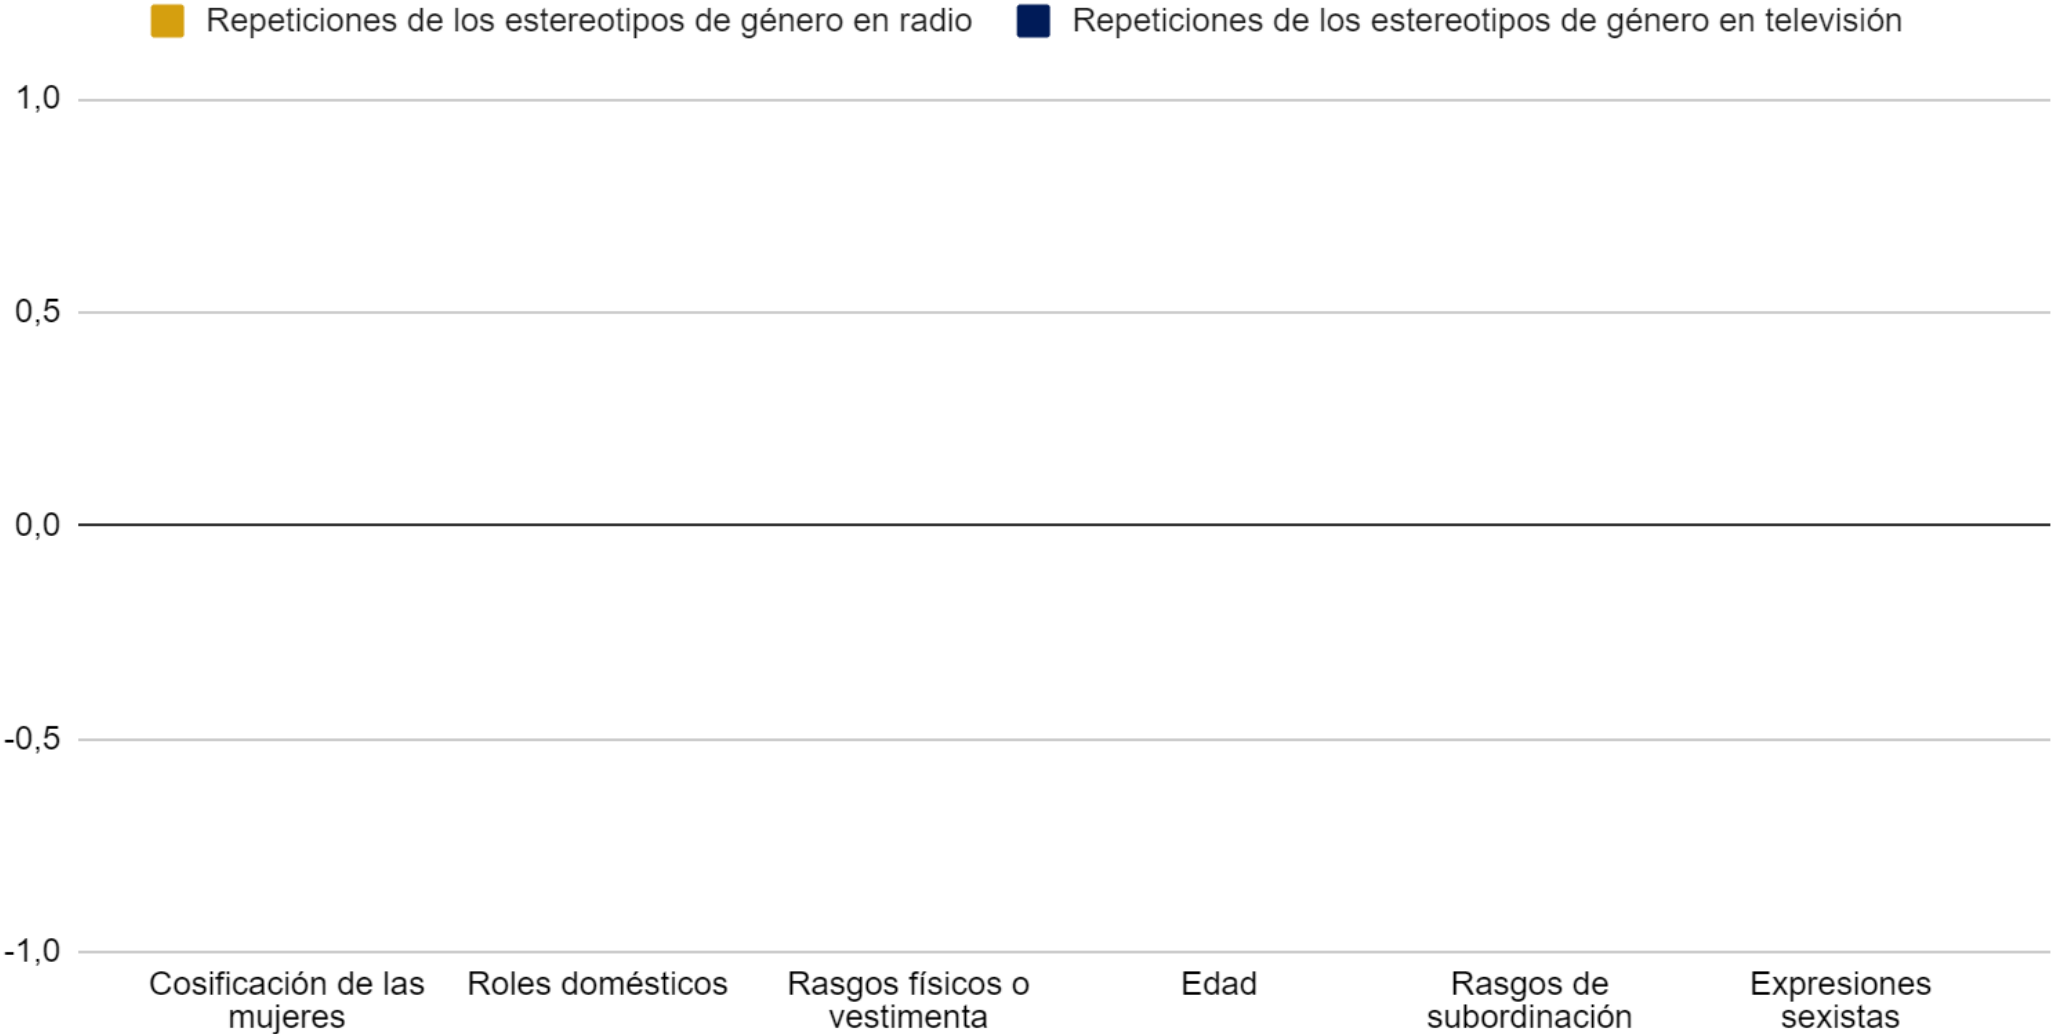 Repeticiones de los estereotipos de género en radio Repeticiones de los estereotipos de género en televisión
1,0
0,5
0,0
-0,5
-1,0
Cosificación de las mujeres
Roles domésticos
Rasgos físicos o vestimenta
Edad
Rasgos de subordinación
Expresiones sexistas